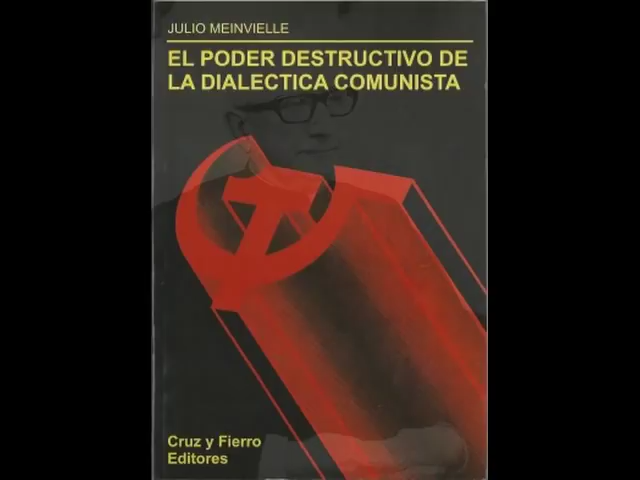 JULIO MEINVIELLE
EL PODER DESTRUCTIVO DE
LA DIALECTICA COMUNISTA
Cruz y Fierro
Editores